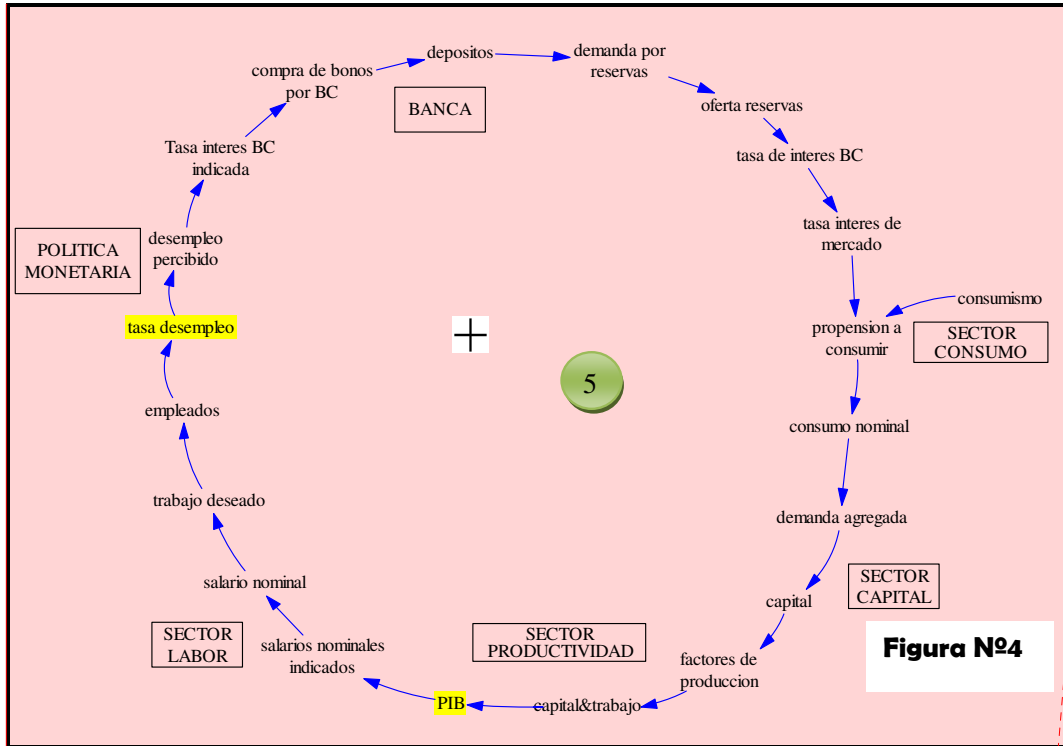 depositos
demanda por
reservas
compra de bonos
por BC
BANCA
oferta reservas
Tasa interes BC
indicada
tasa de interes BC
tasa interes de
mercado
POLITICA
MONETARIA
desempleo
percibido
consumismo
tasa desempleo
propension a
consumir
SECTOR
CONSUMO
5
empleados
consumo nominal
trabajo deseado
demanda agregada
salario nominal
SECTOR
CAPITAL
capital
SECTOR
LABOR
salarios nominales
indicados
SECTOR
PRODUCTIVIDAD
factores de
produccion
Figura Nº4
PIB
capital&trabajo